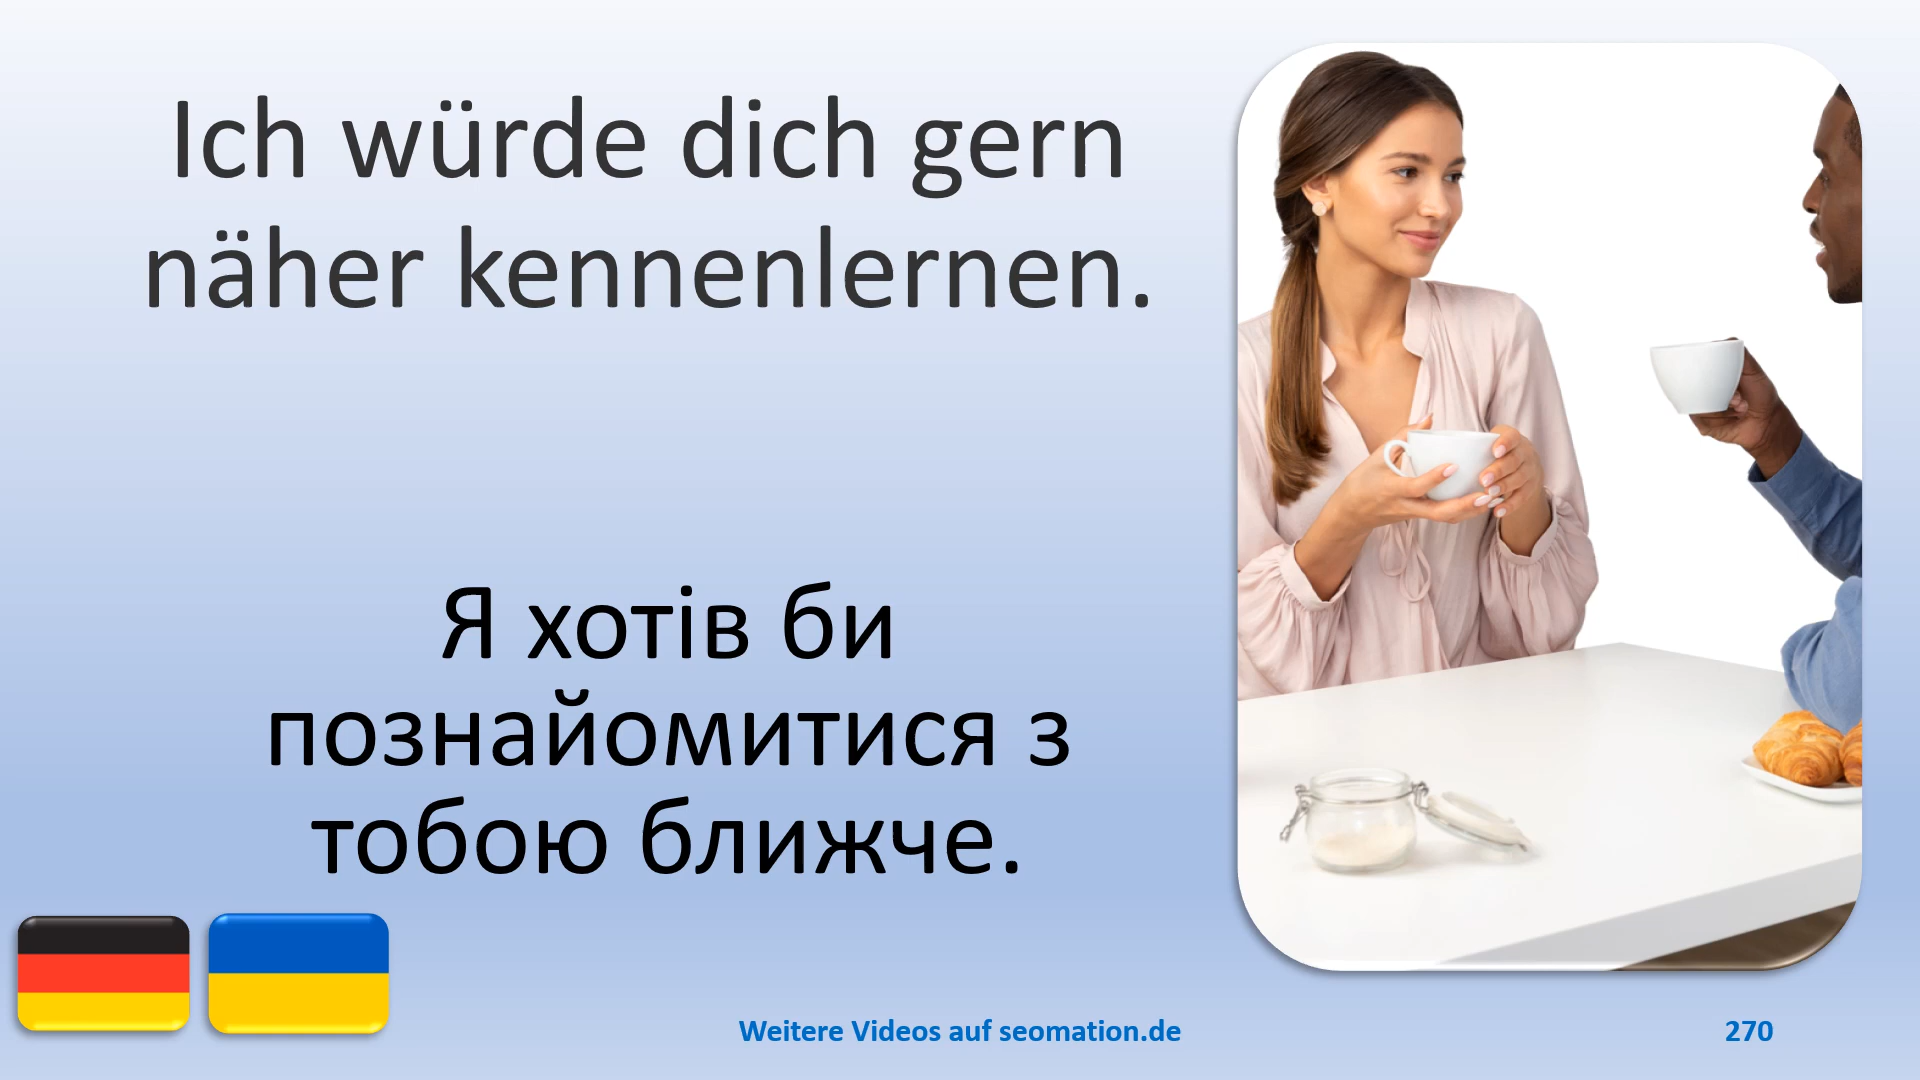 Ich würde dich gern
näher kennenlernen.
Я хотів би
познайомитися з
тобою ближче.
Weitere Videos auf seomation.de
270